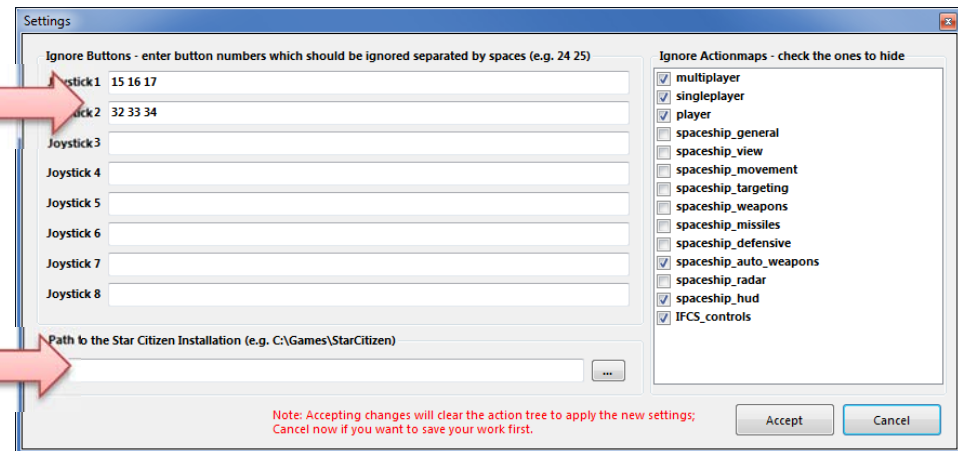 Settings
Ignore Buttons - enter button numbers which should be ignored separated by spaces (e.g. 24 25)
Joystick1 15 16 17
32 33 34
Joystick3
Joystick 4
Joystick 5
Joystick 6
Joystick 7
Joystick 8
Path to the Star Citizen Installation (e.g. C:\Games\StarCitizen)
...
Ignore Actionmaps - check the ones to hide
multiplayer
singleplayer
player
spaceship_general
spaceship_view
spaceship_movement
spaceship_targeting
spaceship_weapons
spaceship_missiles
spaceship_defensive
spaceship_auto_weapons
spaceship_radar
spaceship_hud
IFCS_controls
Note: Accepting changes will clear the action tree to apply the new settings;
Cancel now if you want to save your work first.
Accept
Cancel